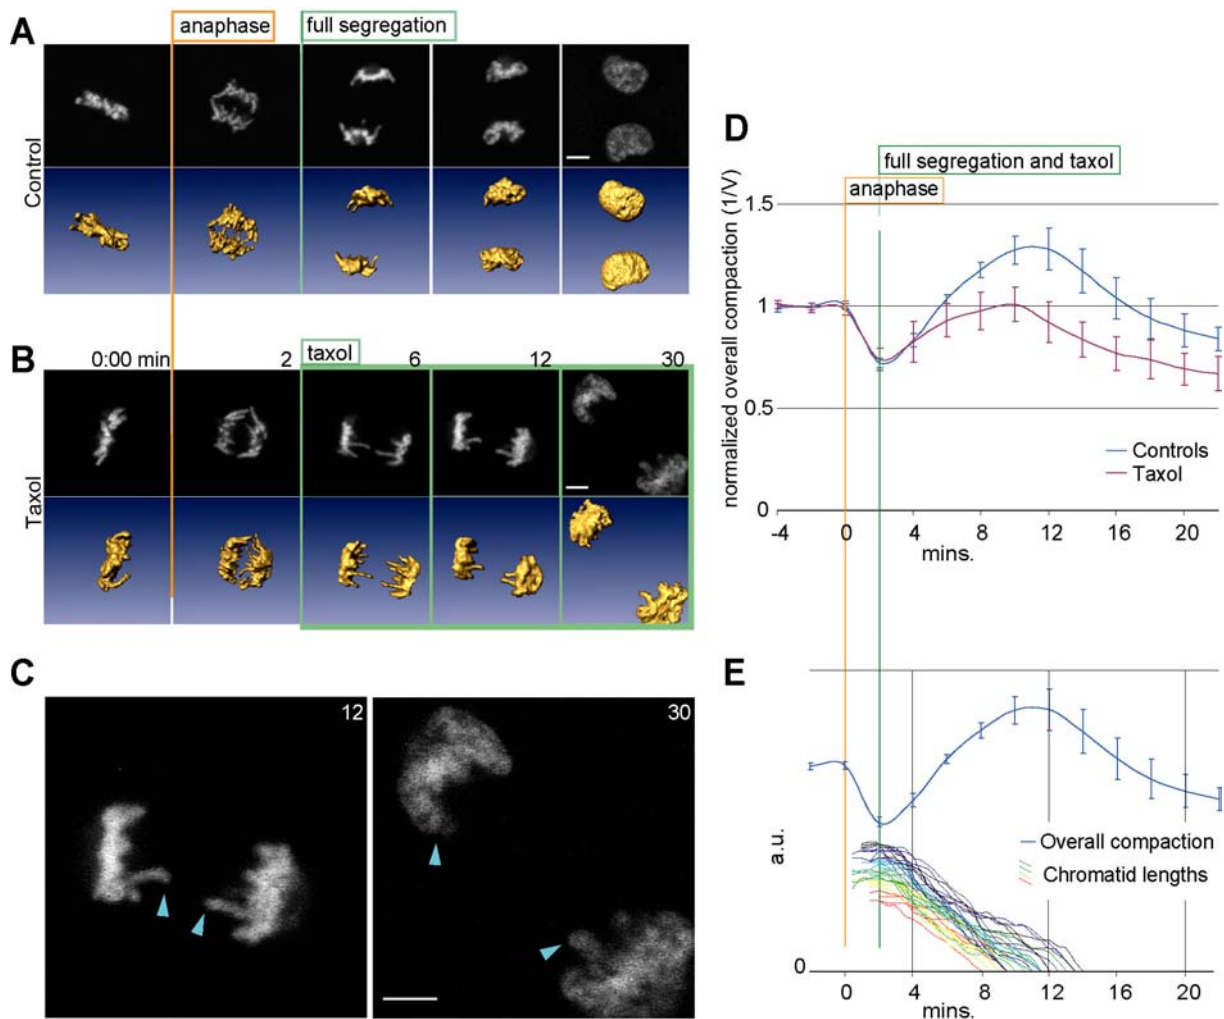 A
anaphase
full segregation
Control
B
0:00 min
2
taxol
6
12
30
Taxol
C
12
30
D
full segregation and taxol
anaphase
normalized overall compaction (1/V)
1.5
1
0.5
0
Controls
Taxol
-4 0 4 8 12 16 20
mins.
E
a.u.
Overall compaction
Chromatid lengths
0
0 4 8 12 16 20
mins.